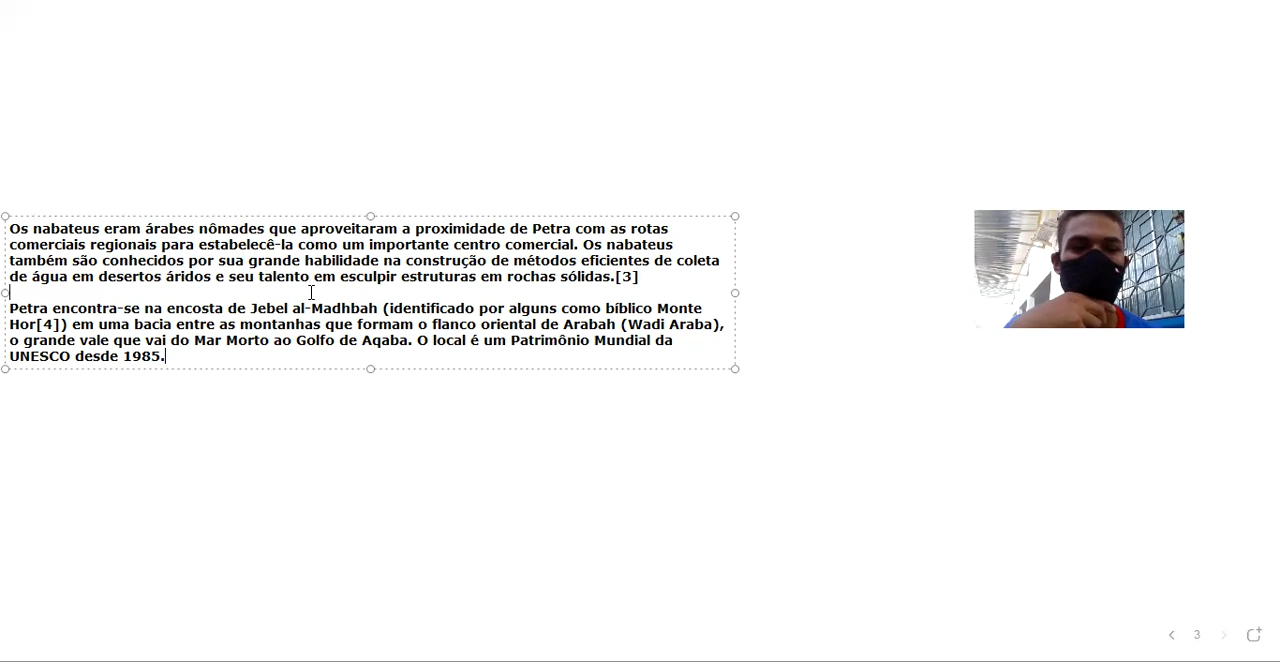 Os nabateus eram árabes nômades que aproveitaram a proximidade de Petra com as rotas
comerciais regionais para estabelecê-la como um importante centro comercial. Os nabateus
também são conhecidos por sua grande habilidade na construção de métodos eficientes de coleta
de água em desertos áridos e seu talento em esculpir estruturas em rochas sólidas.[3]
Petra encontra-se na encosta de Jebel al-Madhbah (identificado por alguns como bíblico Monte
Hor[4]) em uma bacia entre as montanhas que formam o flanco oriental de Arabah (Wadi Araba),
o grande vale que vai do Mar Morto ao Golfo de Aqaba. O local é um Patrimônio Mundial da
UNESCO desde 1985.
3